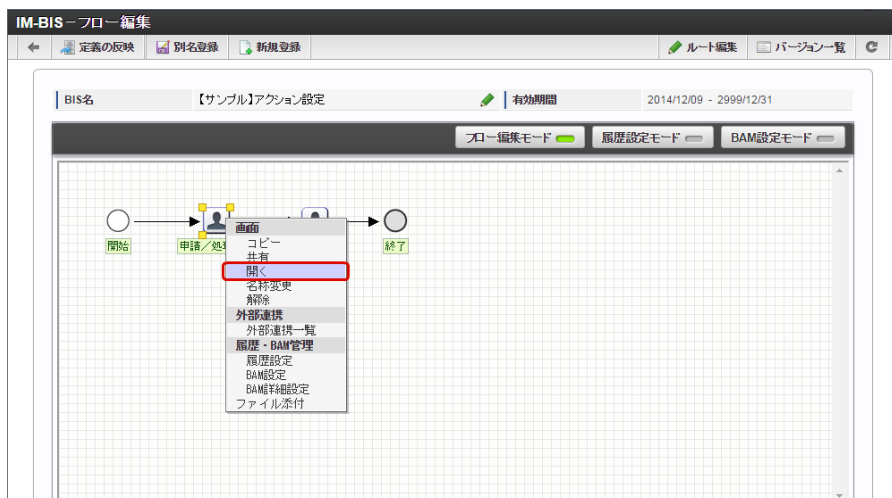 IM-BIS－フロー編集
定義の反映 別名登録 新規登録 ルート編集 バージョン一覧
BIS名 【サンプル】アクション設定 有効期間 2014/12/09 - 2999/12/31
フロー編集モード 履歴設定モード BAM設定モード
開始 申請／処理 終了
画面
コピー
共有
開く
名称変更
解除
外部連携
外部連携一覧
履歴・BAM管理
履歴設定
BAM設定
BAM詳細設定
ファイル添付